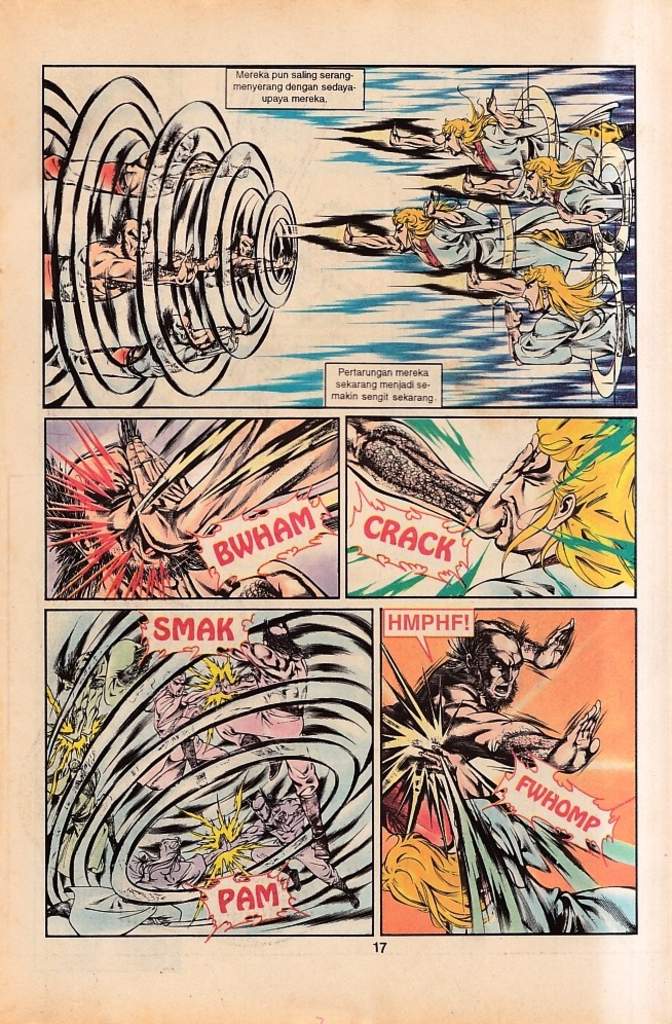 Mereka pun saling serang-
menyerang dengan sedaya-
upaya mereka.
Pertarungan mereka
sekarang menjadi se-
makin sengit sekarang.
BWHAM
CRACK
SMAK
PAM
HMPHF!
FWHOMP
17